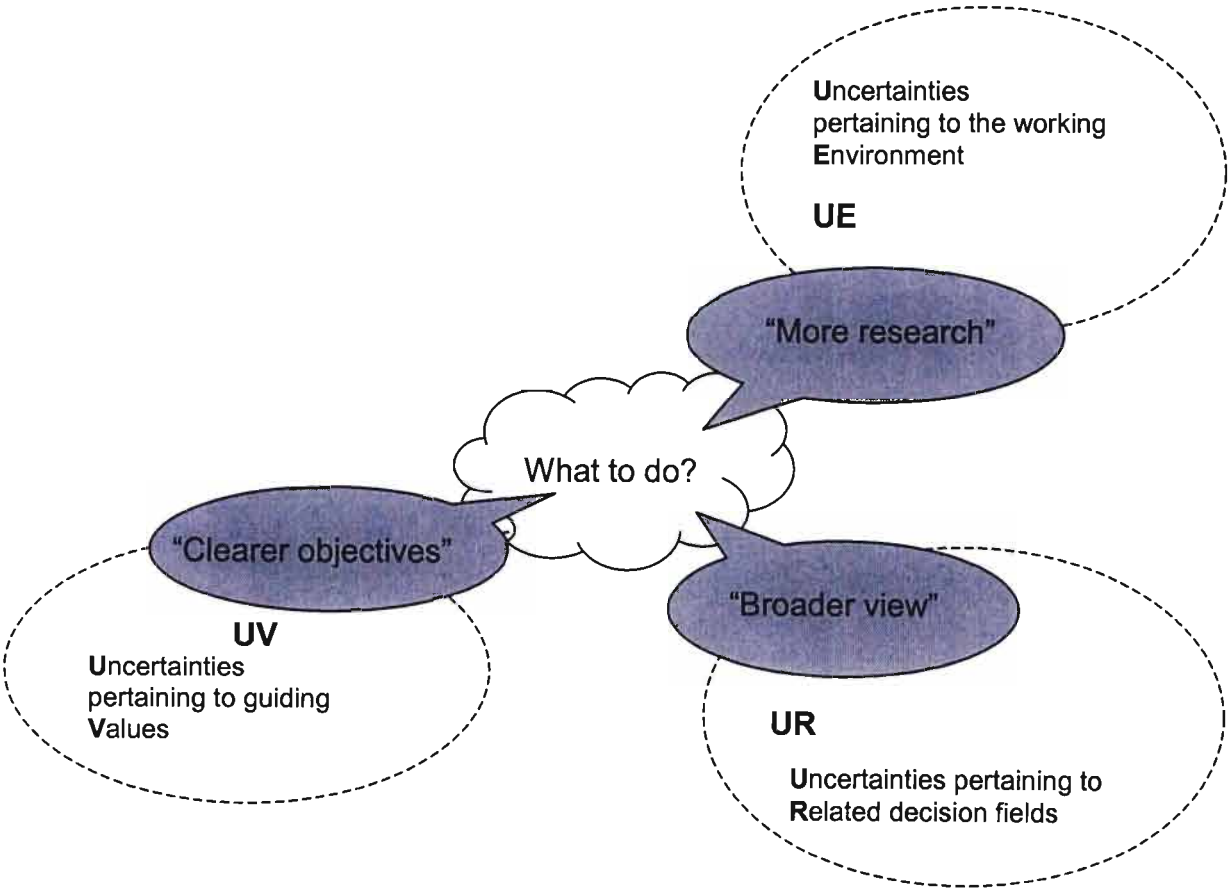 Uncertainties
pertaining to the working
Environment
UE
“More research”
What to do?
“Clearer objectives”
UV
Uncertainties
pertaining to guiding
Values
“Broader view”
UR
Uncertainties pertaining to
Related decision fields